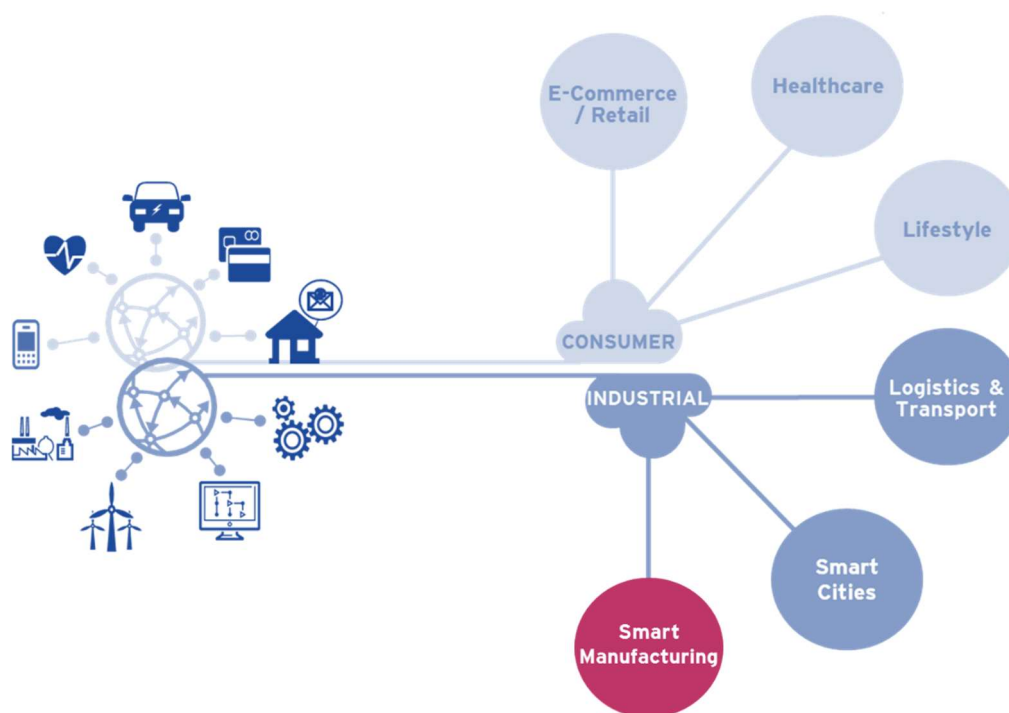 E-Commerce
/ Retail
Healthcare
Lifestyle
CONSUMER
INDUSTRIAL
Logistics &
Transport
Smart
Cities
Smart
Manufacturing